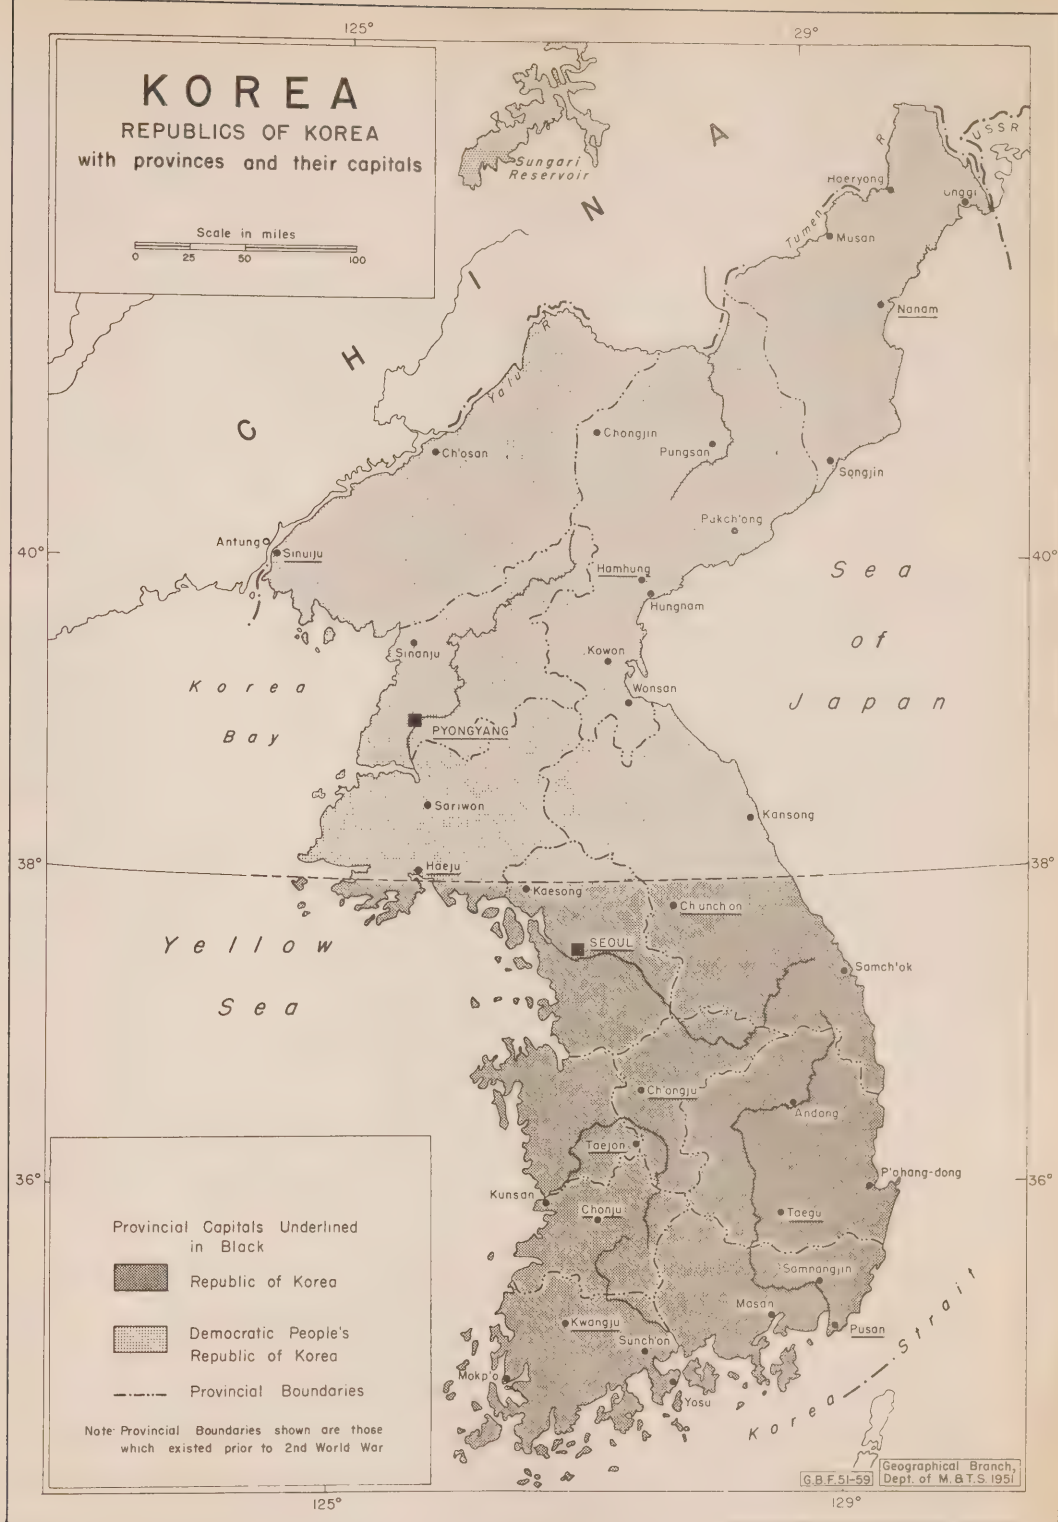 125°
29°
KOREA
REPUBLICS OF KOREA
with provinces and their capitals
Scale in miles
0 25 50 100
Sungari
Reservoir
CHINA
USSR
Tumen R
Hoeryong
Unggi
Musan
Nanam
Yalu R
Ch'osan
Chongjin
Pungsan
Songjin
Pukch'ong
Antung
Sinuiju
40°
40°
Hamhung
Hungnam
Sea
of
Japan
Sinanju
Kowon
Wonsan
Korea
Bay
PYONGYANG
Sariwon
Kansong
38°
38°
Haeju
Kaesong
Chunchon
Yellow
Sea
SEOUL
Samch'ok
Ch'ongju
Andong
Taejon
36°
36°
P'ohang-dong
Kunsan
Chonju
Taegu
Samnangjin
Masan
Pusan
Kwangju
Sunch'on
Mokp'o
Yosu
Korea Strait
Provincial Capitals Underlined
in Black
Republic of Korea
Democratic People's
Republic of Korea
Provincial Boundaries
Note: Provincial Boundaries shown are those
which existed prior to 2nd World War
G.B.F. 51-59
Geographical Branch,
Dept. of M. & T.S. 1951
125°
129°